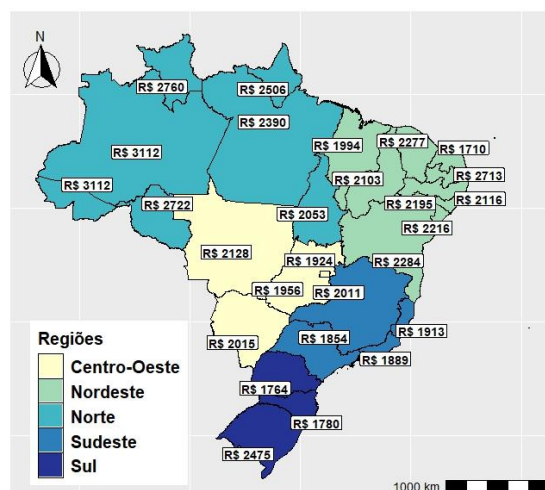 N
R$ 2760
R$ 2506
R$ 2390
R$ 3112
R$ 1994
R$ 2277
R$ 1710
R$ 3112
R$ 2103
R$ 2713
R$ 2722
R$ 2053
R$ 2195
R$ 2116
R$ 2216
R$ 2128
R$ 1924
R$ 2284
R$ 1956
R$ 2011
R$ 2015
R$ 1854
R$ 1913
R$ 1889
R$ 1764
R$ 1780
R$ 2475
Regiões
Centro-Oeste
Nordeste
Norte
Sudeste
Sul
1000 km